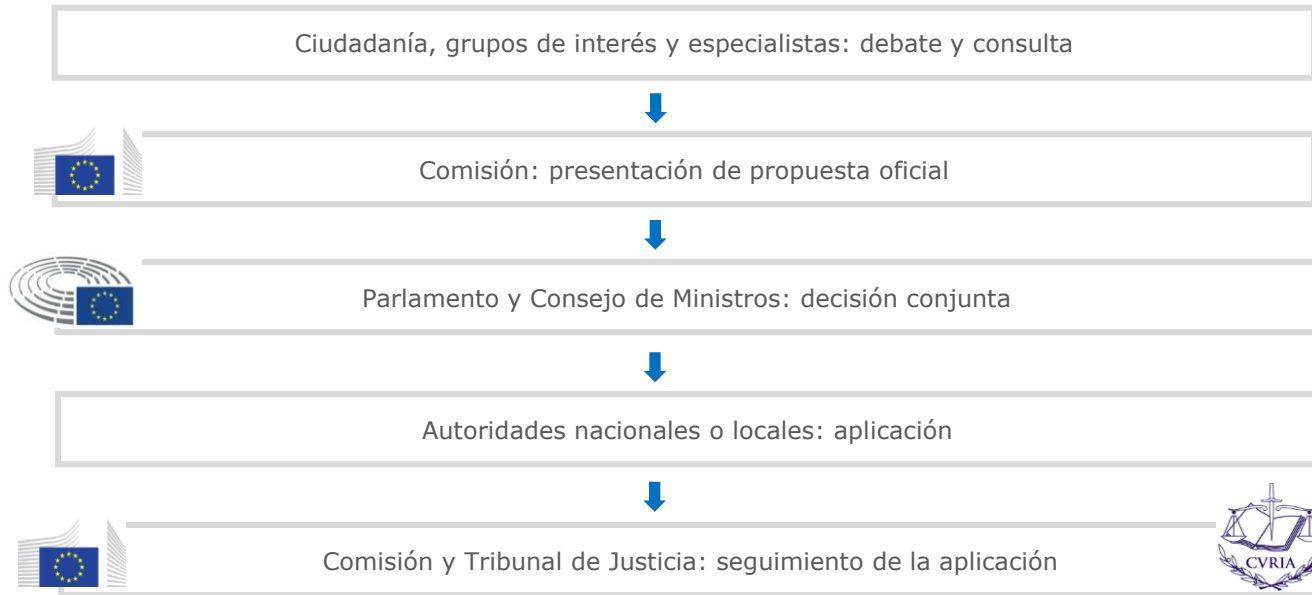 Ciudadanía, grupos de interés y especialistas: debate y consulta
Comisión: presentación de propuesta oficial
Parlamento y Consejo de Ministros: decisión conjunta
Autoridades nacionales o locales: aplicación
Comisión y Tribunal de Justicia: seguimiento de la aplicación
CVRIA